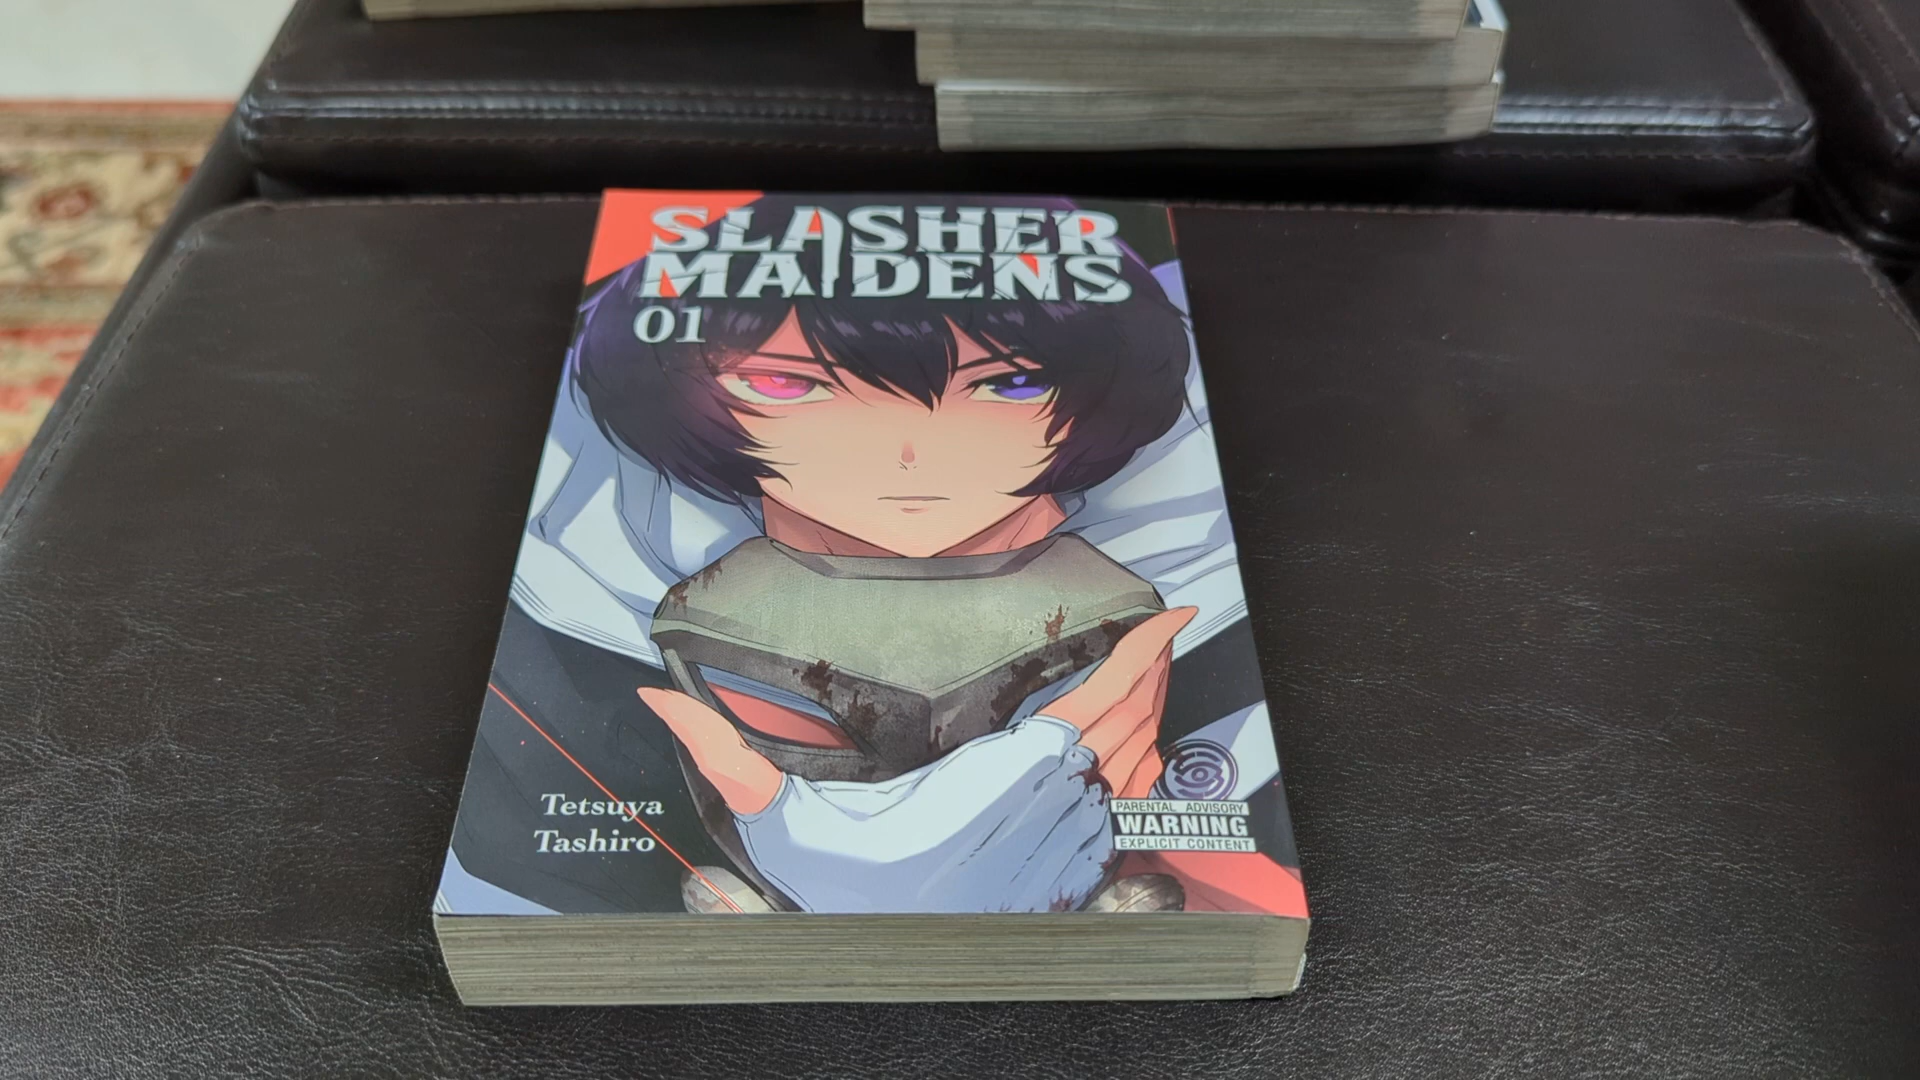 SLASHER
MAIDENS
01
Tetsuya
Tashiro
PARENTAL ADVISORY
WARNING
EXPLICIT CONTENT